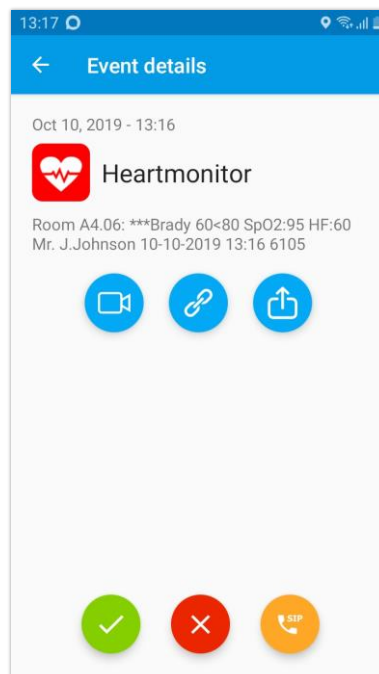 13:17
Event details
Oct 10, 2019 - 13:16
Heartmonitor
Room A4.06: ***Brady 60<80 SpO2:95 HF:60
Mr. J.Johnson 10-10-2019 13:16 6105
SIP